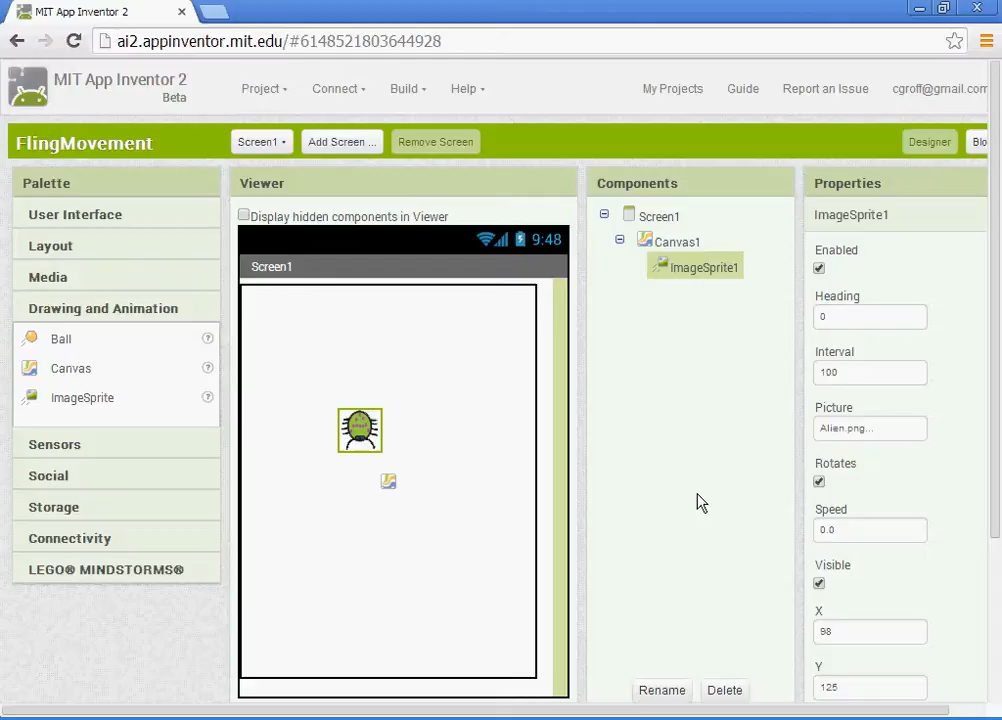 MIT App Inventor 2
ai2.appinventor.mit.edu/#6148521803644928
MIT App Inventor 2
Beta
Project
Connect
Build
Help
My Projects
Guide
Report an Issue
cgroff@gmail.com
FlingMovement
Screen1
Add Screen ...
Remove Screen
Designer
Blo
Palette
User Interface
Layout
Media
Drawing and Animation
Ball
?
Canvas
?
ImageSprite
?
Sensors
Social
Storage
Connectivity
LEGO® MINDSTORMS®
Viewer
Display hidden components in Viewer
9:48
Screen1
Components
Screen1
Canvas1
ImageSprite1
Rename
Delete
Properties
ImageSprite1
Enabled
Heading
0
Interval
100
Picture
Alien.png...
Rotates
Speed
0.0
Visible
X
98
Y
125